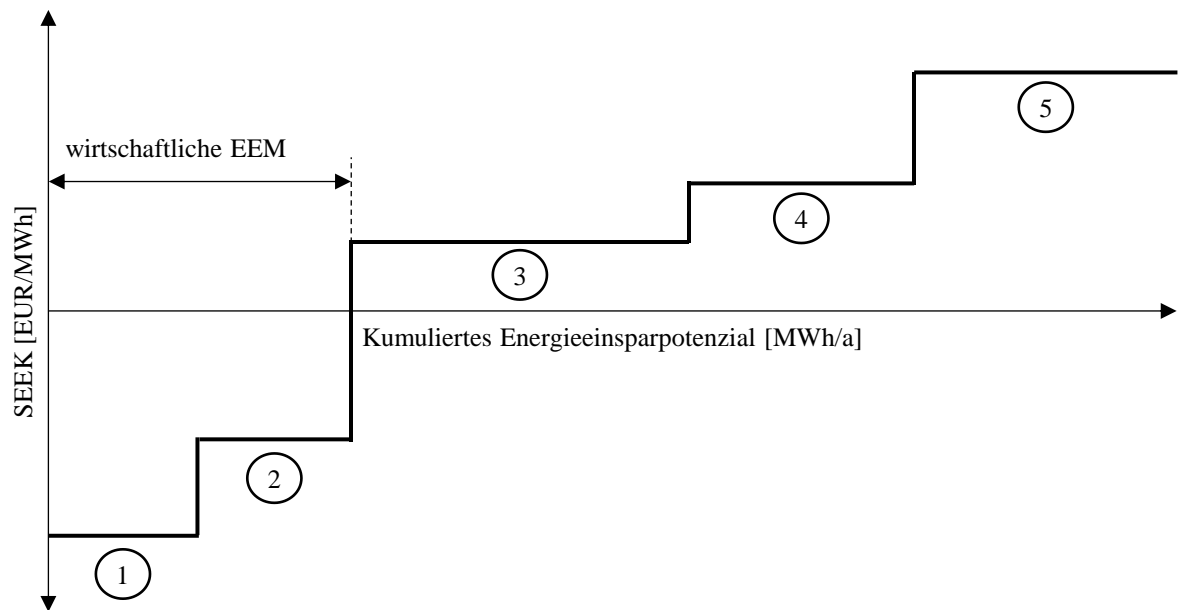 5
wirtschaftliche EEM
4
3
SEEK [EUR/MWh]
Kumuliertes Energieeinsparpotenzial [MWh/a]
2
1